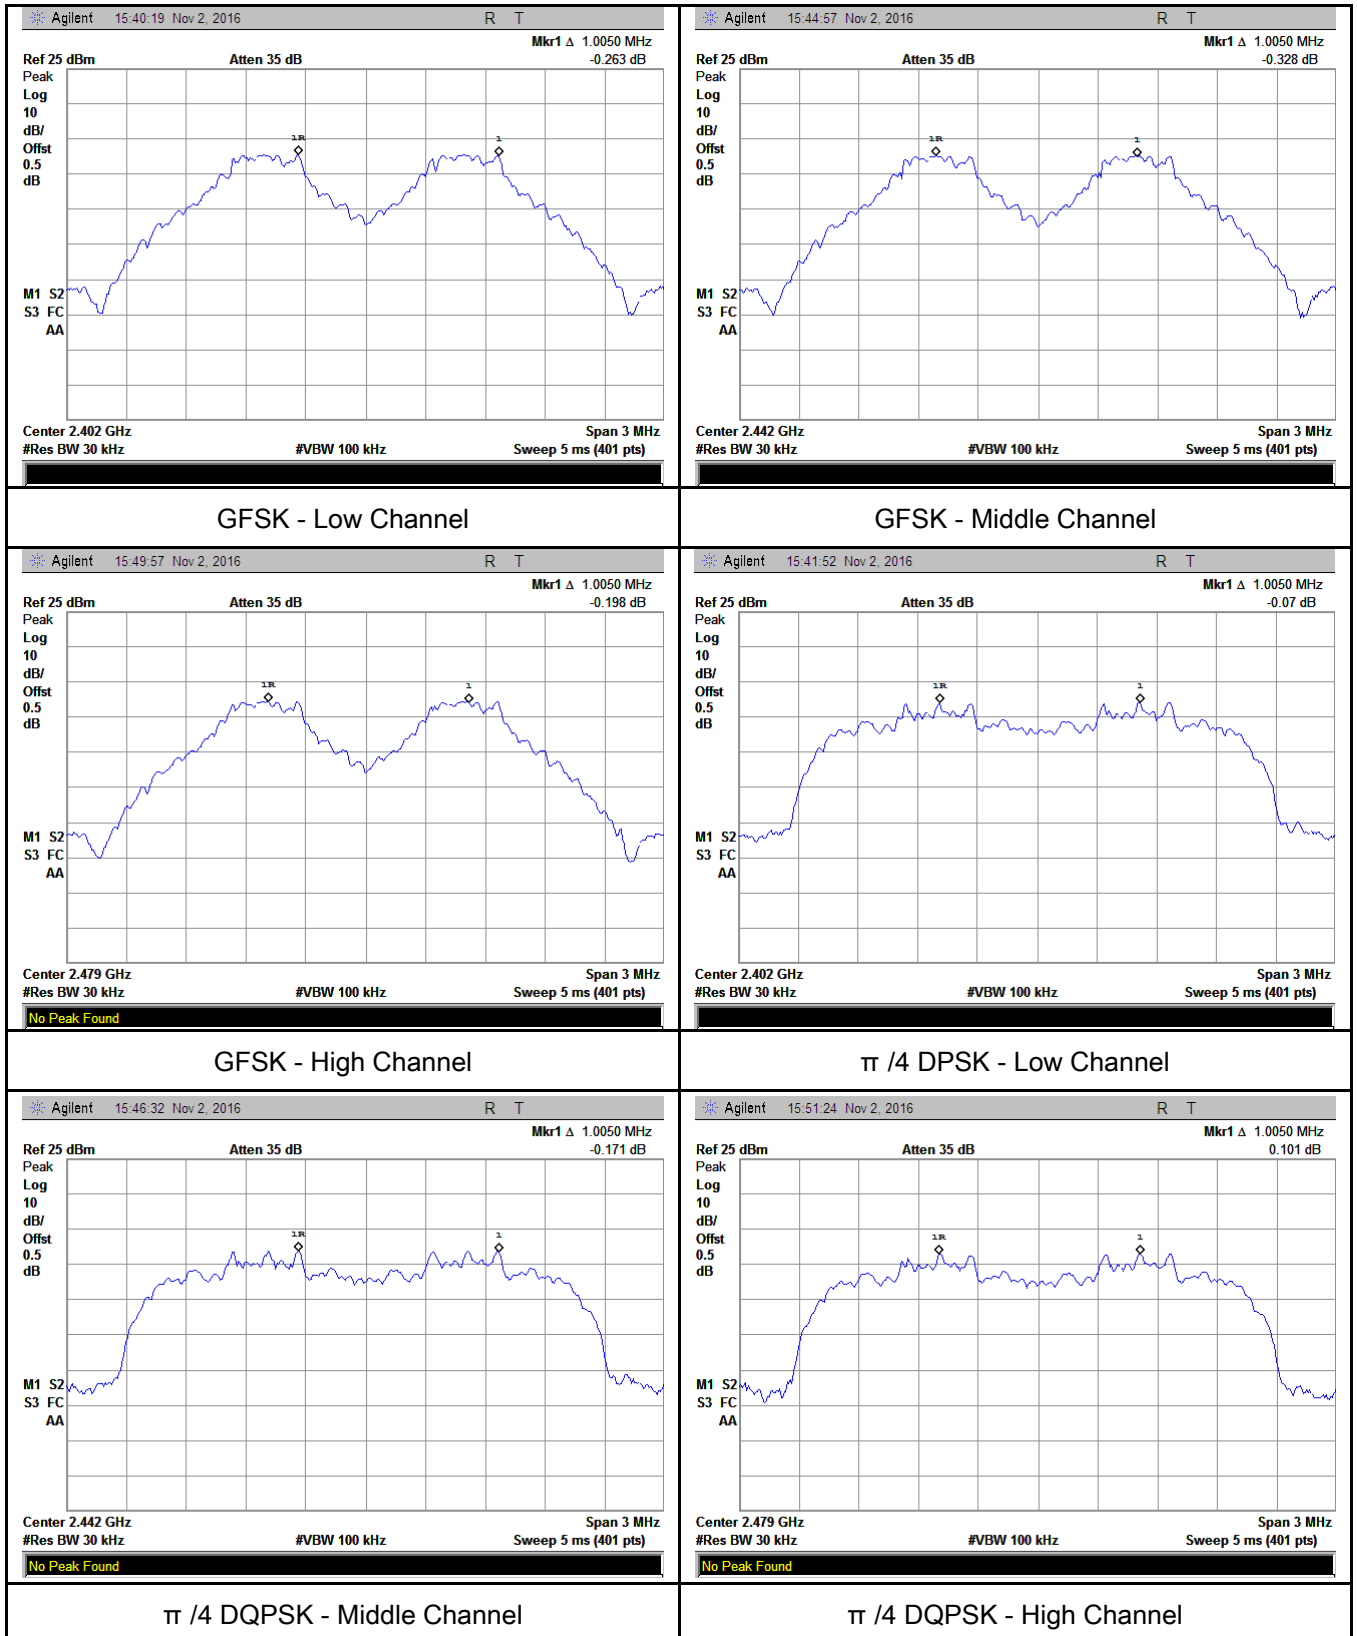 Agilent 15:40:19 Nov 2, 2016 R T
Mkr1 Δ 1.0050 MHz
Ref 25 dBm Atten 35 dB -0.263 dB
Peak
Log
10
dB/
Offst
0.5
dB
1R 1
M1 S2
S3 FC
AA
Center 2.402 GHz Span 3 MHz
#Res BW 30 kHz #VBW 100 kHz Sweep 5 ms (401 pts)
GFSK - Low Channel
Agilent 15:44:57 Nov 2, 2016 R T
Mkr1 Δ 1.0050 MHz
Ref 25 dBm Atten 35 dB -0.328 dB
Peak
Log
10
dB/
Offst
0.5
dB
1R 1
M1 S2
S3 FC
AA
Center 2.442 GHz Span 3 MHz
#Res BW 30 kHz #VBW 100 kHz Sweep 5 ms (401 pts)
GFSK - Middle Channel
Agilent 15:49:57 Nov 2, 2016 R T
Mkr1 Δ 1.0050 MHz
Ref 25 dBm Atten 35 dB -0.198 dB
Peak
Log
10
dB/
Offst
0.5
dB
1R 1
M1 S2
S3 FC
AA
Center 2.479 GHz Span 3 MHz
#Res BW 30 kHz #VBW 100 kHz Sweep 5 ms (401 pts)
No Peak Found
GFSK - High Channel
Agilent 15:41:52 Nov 2, 2016 R T
Mkr1 Δ 1.0050 MHz
Ref 25 dBm Atten 35 dB -0.07 dB
Peak
Log
10
dB/
Offst
0.5
dB
1R 1
M1 S2
S3 FC
AA
Center 2.402 GHz Span 3 MHz
#Res BW 30 kHz #VBW 100 kHz Sweep 5 ms (401 pts)
π /4 DPSK - Low Channel
Agilent 15:46:32 Nov 2, 2016 R T
Mkr1 Δ 1.0050 MHz
Ref 25 dBm Atten 35 dB -0.171 dB
Peak
Log
10
dB/
Offst
0.5
dB
1R 1
M1 S2
S3 FC
AA
Center 2.442 GHz Span 3 MHz
#Res BW 30 kHz #VBW 100 kHz Sweep 5 ms (401 pts)
No Peak Found
π /4 DQPSK - Middle Channel
Agilent 15:51:24 Nov 2, 2016 R T
Mkr1 Δ 1.0050 MHz
Ref 25 dBm Atten 35 dB 0.101 dB
Peak
Log
10
dB/
Offst
0.5
dB
1R 1
M1 S2
S3 FC
AA
Center 2.479 GHz Span 3 MHz
#Res BW 30 kHz #VBW 100 kHz Sweep 5 ms (401 pts)
No Peak Found
π /4 DQPSK - High Channel